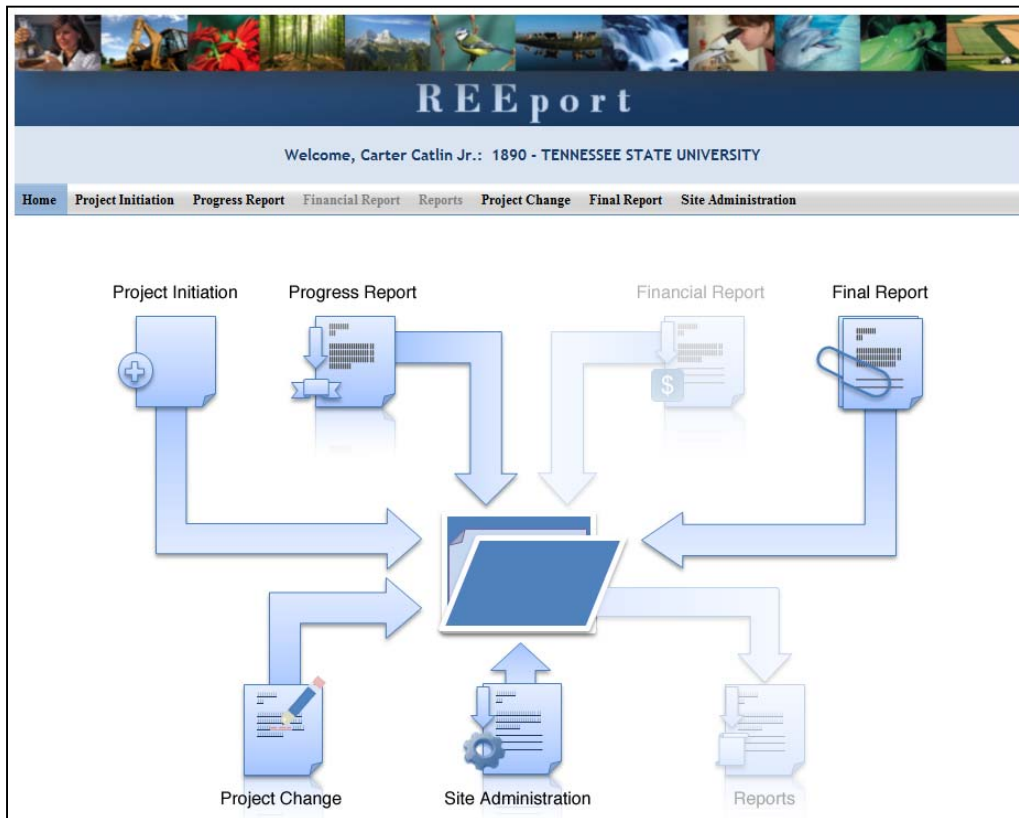 REEport
Welcome, Carter Catlin Jr.: 1890 - TENNESSEE STATE UNIVERSITY
Home Project Initiation Progress Report Financial Report Reports Project Change Final Report Site Administration
Project Initiation Progress Report Financial Report Final Report
$
Project Change Site Administration Reports